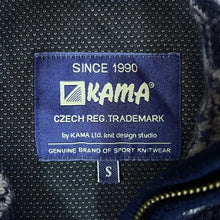 SINCE 1990
KAMA
CZECH REG. TRADEMARK
by KAMA Ltd. knit design studio
GENUINE BRAND OF SPORT KNITWEAR
S